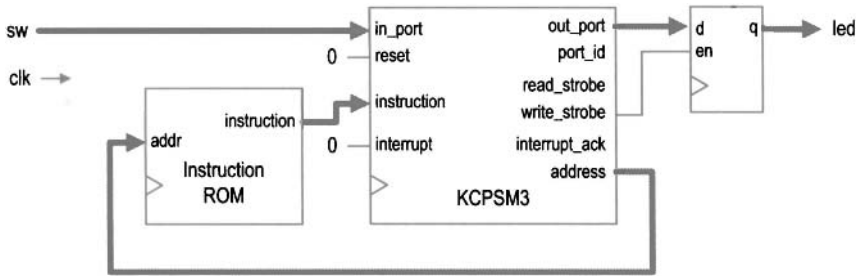 sw
clk
addr
instruction
Instruction
ROM
0
0
in_port
reset
instruction
interrupt
out_port
port_id
read_strobe
write_strobe
interrupt_ack
address
KCPSM3
d
q
en
led